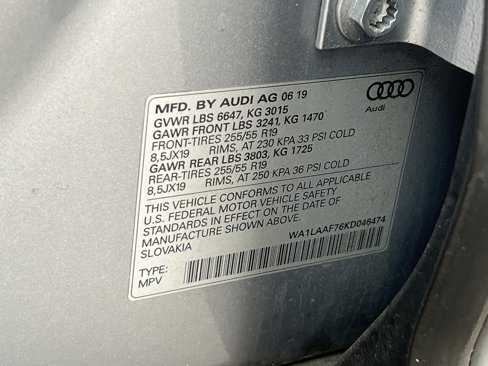 MFD. BY AUDI AG 06 19
GVWR LBS 6647, KG 3015
GAWR FRONT LBS 3241, KG 1470
FRONT-TIRES 255/55 R19
8,5JX19 RIMS, AT 230 KPA 33 PSI COLD
GAWR REAR LBS 3803, KG 1725
REAR-TIRES 255/55 R19
8,5JX19 RIMS, AT 250 KPA 36 PSI COLD
THIS VEHICLE CONFORMS TO ALL APPLICABLE
U.S. FEDERAL MOTOR VEHICLE SAFETY
STANDARDS IN EFFECT ON THE DATE OF
MANUFACTURE SHOWN ABOVE.
SLOVAKIA
WA1LAAF76KD046474
TYPE:
MPV
Audi